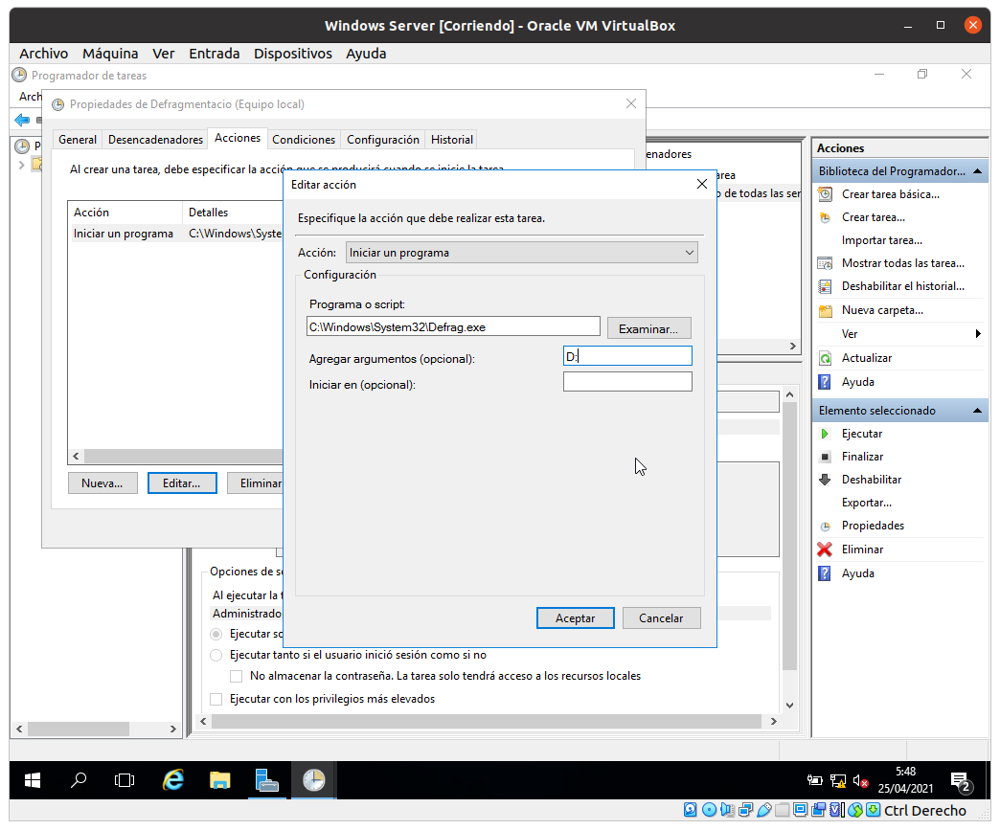 Windows Server [Corriendo] - Oracle VM VirtualBox
Archivo Máquina Ver Entrada Dispositivos Ayuda
Programador de tareas
Arch
Propiedades de Defragmentacio (Equipo local)
P
General Desencadenadores Acciones Condiciones Configuración Historial
Al crear una tarea, debe especificar la acción que se producirá cuando se inicie la tarea.
Acción Detalles
Iniciar un programa C:\Windows\Syste
Nueva... Editar... Eliminar
Editar acción
Especifique la acción que debe realizar esta tarea.
Acción: Iniciar un programa
Configuración
Programa o script:
C:\Windows\System32\Defrag.exe Examinar...
Agregar argumentos (opcional): D:
Iniciar en (opcional):
Aceptar Cancelar
enadores
area
o de todas las ser
Opciones de se
Al ejecutar la t
Administrado
Ejecutar so
Ejecutar tanto si el usuario inició sesión como si no
No almacenar la contraseña. La tarea solo tendrá acceso a los recursos locales
Ejecutar con los privilegios más elevados
Acciones
Biblioteca del Programador...
Crear tarea básica...
Crear tarea...
Importar tarea...
Mostrar todas las tarea...
Deshabilitar el historial...
Nueva carpeta...
Ver
Actualizar
Ayuda
Elemento seleccionado
Ejecutar
Finalizar
Deshabilitar
Exportar...
Propiedades
Eliminar
Ayuda
5:48
25/04/2021
2
Ctrl Derecho